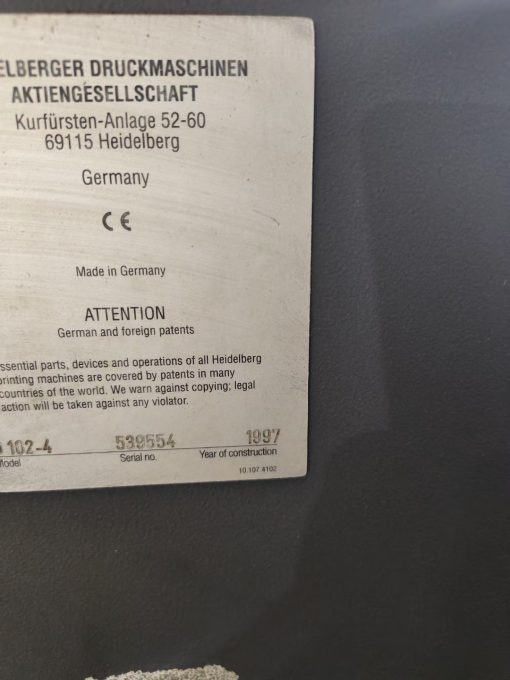 ELBERGER DRUCKMASCHINEN
AKTIENGESELLSCHAFT
Kurfürsten-Anlage 52-60
69115 Heidelberg
Germany
CE
Made in Germany
ATTENTION
German and foreign patents
ssential parts, devices and operations of all Heidelberg
printing machines are covered by patents in many
countries of the world. We warn against copying; legal
action will be taken against any violator.
102-4 539554 1997
Model Serial no. Year of construction
10.107.4102